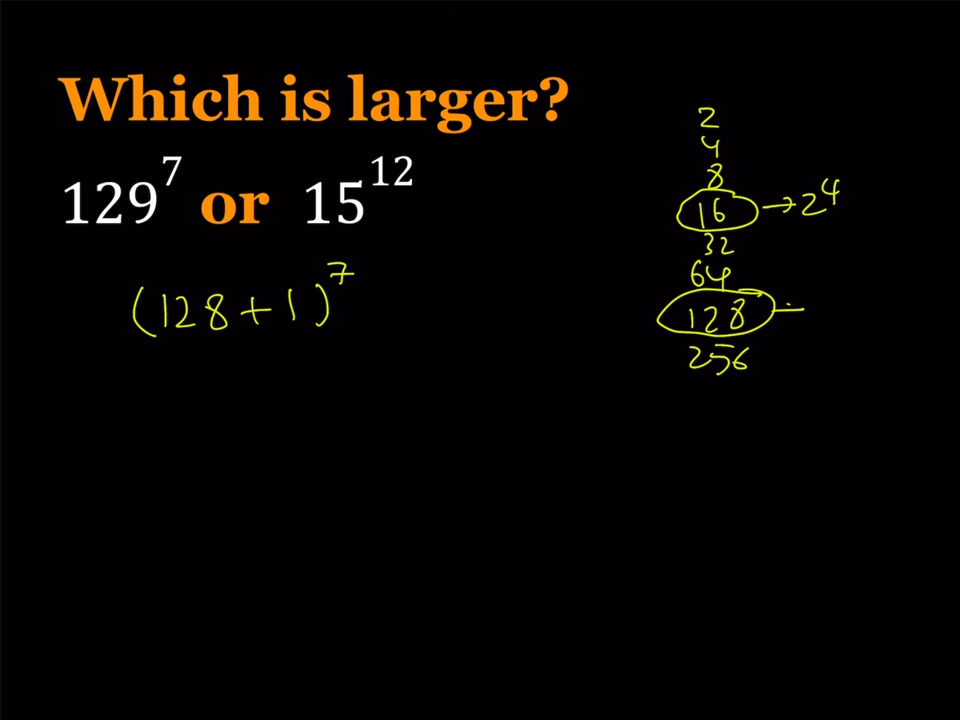 Which is larger?
129^7 or 15^12
(128+1)^7
2
4
8
16 → 2^4
32
64
128 –
256